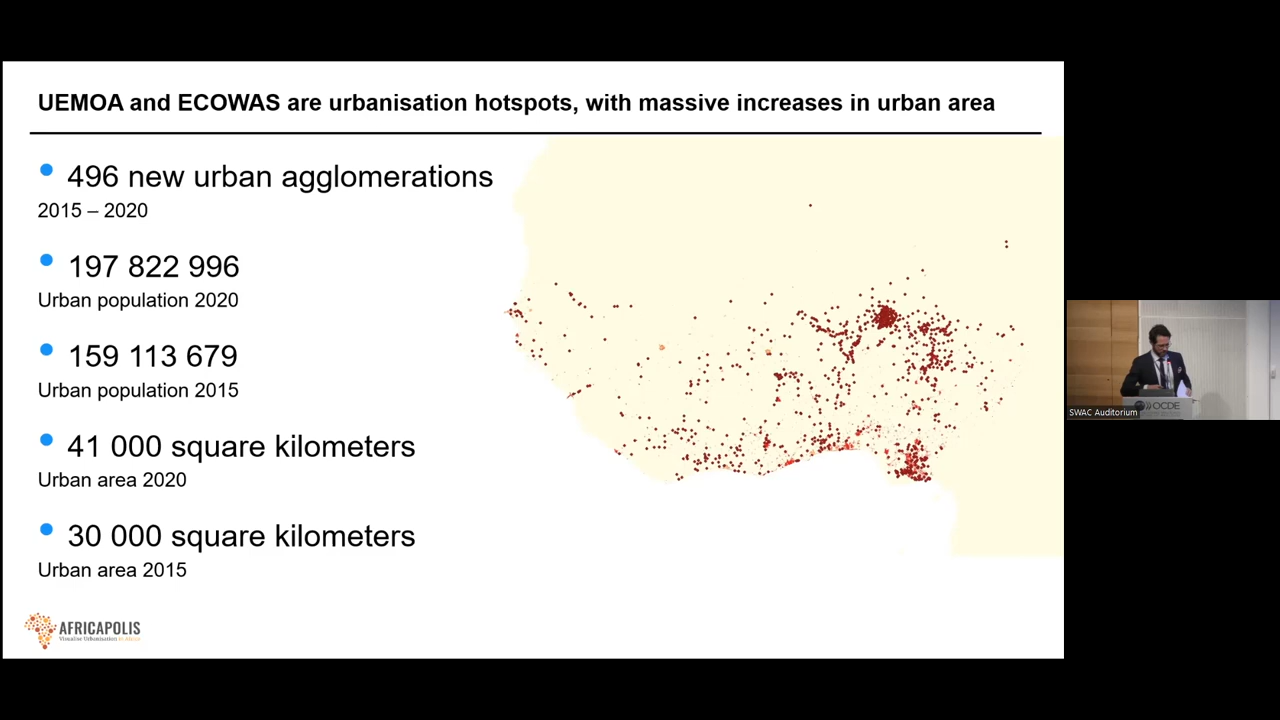 UEMOA and ECOWAS are urbanisation hotspots, with massive increases in urban area
496 new urban agglomerations
2015 – 2020
197 822 996
Urban population 2020
159 113 679
Urban population 2015
41 000 square kilometers
Urban area 2020
30 000 square kilometers
Urban area 2015
AFRICAPOLIS
Visualise Urbanisation in Africa
OCDE
SWAC Auditorium